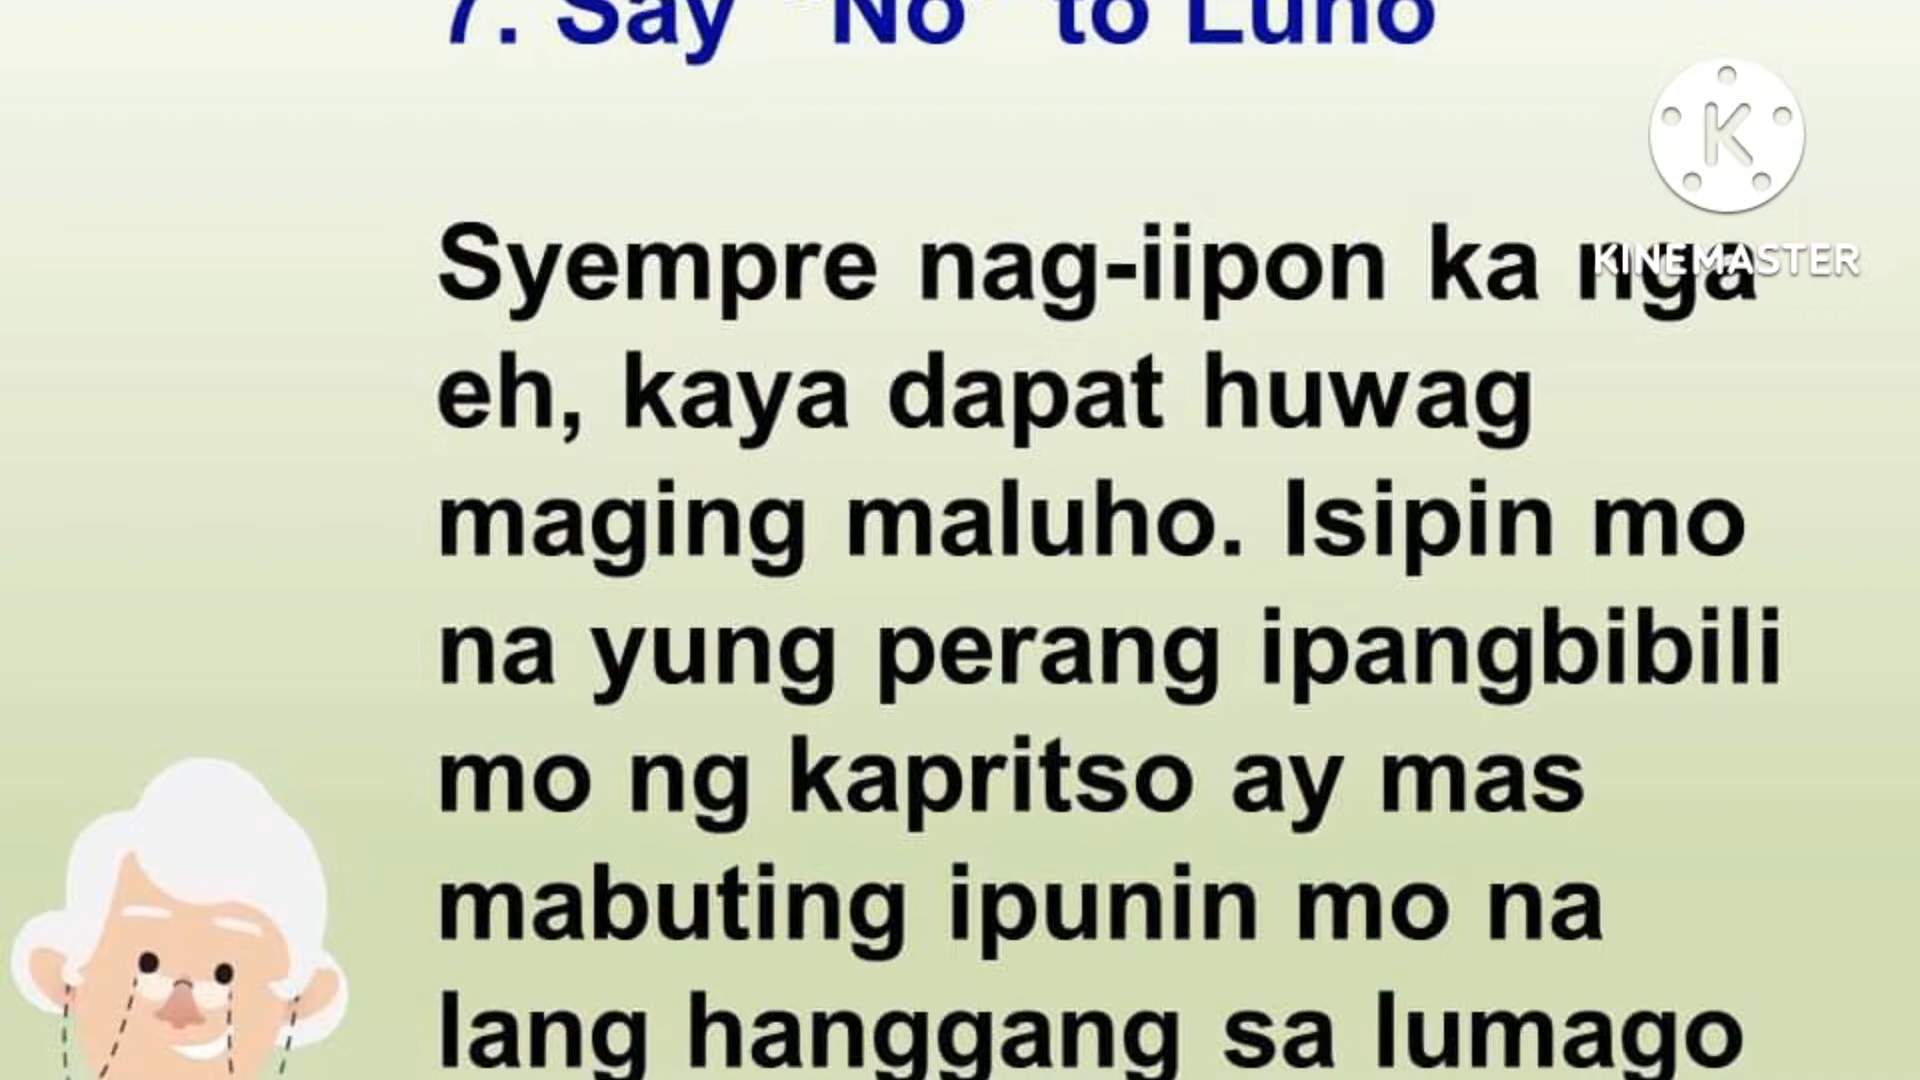 7. Say "No" to Luho
K
KINEMASTER
Syempre nag-iipon ka nga
eh, kaya dapat huwag
maging maluho. Isipin mo
na yung perang ipangbibili
mo ng kapritso ay mas
mabuting ipunin mo na
lang hanggang sa lumago